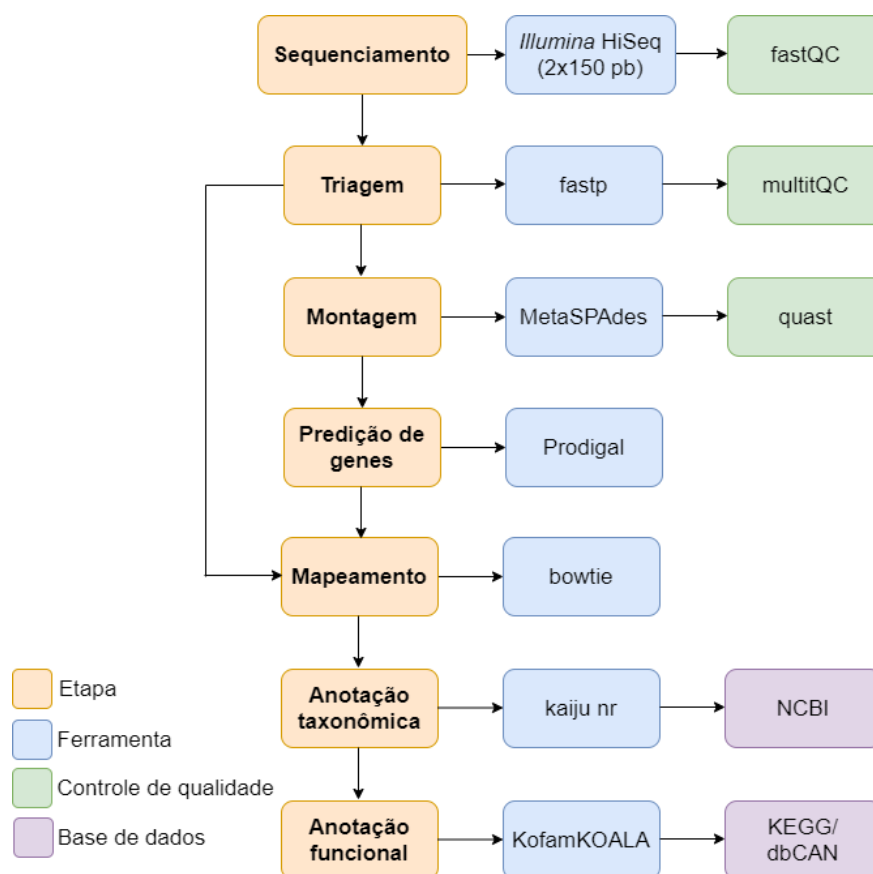 Sequenciamento
Illumina HiSeq
(2x150 pb)
fastQC
Triagem
fastp
multitQC
Montagem
MetaSPAdes
quast
Predição de
genes
Prodigal
Mapeamento
bowtie
Anotação
taxonômica
kaiju nr
NCBI
Anotação
funcional
KofamKOALA
KEGG/
dbCAN
Etapa
Ferramenta
Controle de qualidade
Base de dados